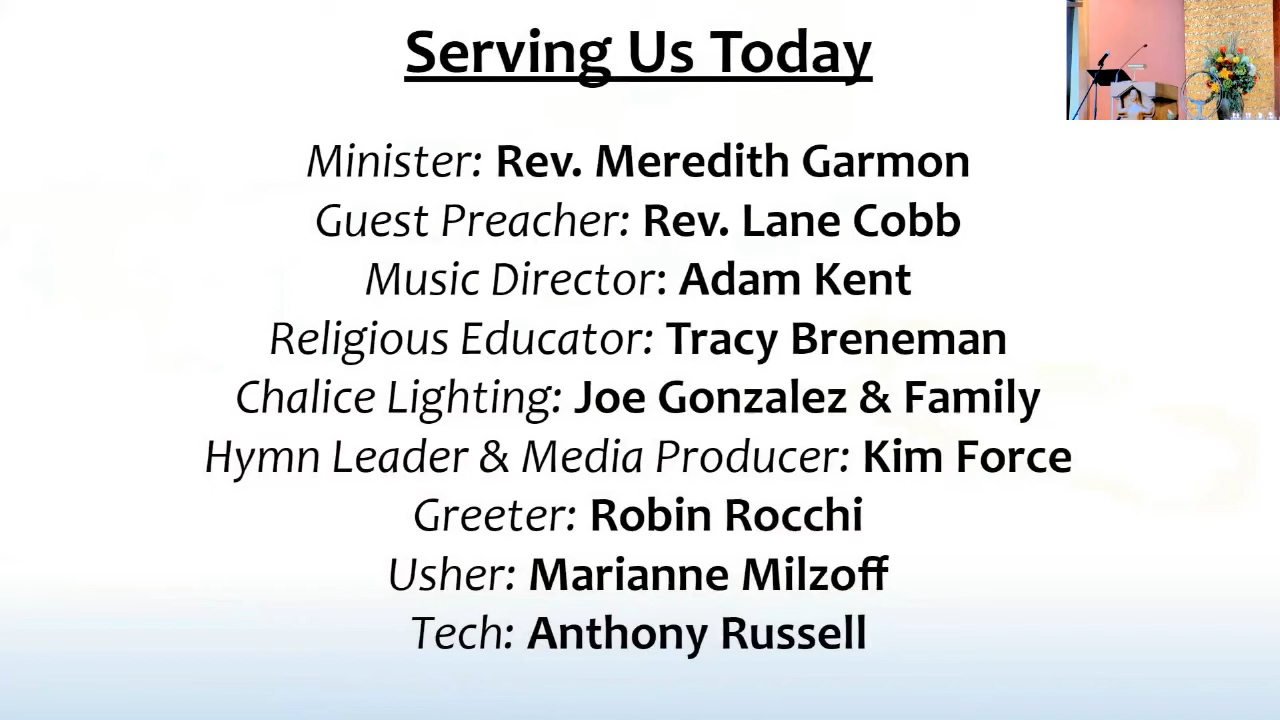 Serving Us Today
Minister: Rev. Meredith Garmon
Guest Preacher: Rev. Lane Cobb
Music Director: Adam Kent
Religious Educator: Tracy Breneman
Chalice Lighting: Joe Gonzalez & Family
Hymn Leader & Media Producer: Kim Force
Greeter: Robin Rocchi
Usher: Marianne Milzoff
Tech: Anthony Russell